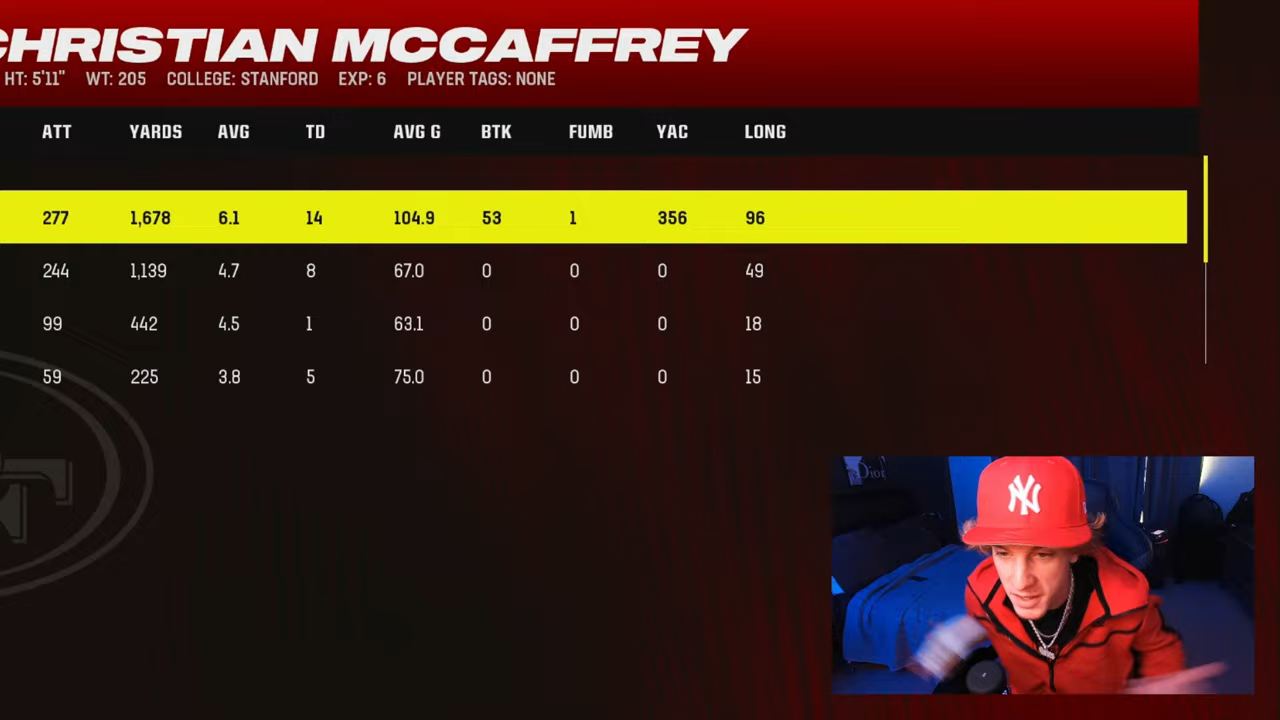 CHRISTIAN MCCAFFREY
HT: 5'11" WT: 205 COLLEGE: STANFORD EXP: 6 PLAYER TAGS: NONE
ATT YARDS AVG TD AVG G BTK FUMB YAC LONG
277 1,678 6.1 14 104.9 53 1 356 96
244 1,139 4.7 8 67.0 0 0 0 49
99 442 4.5 1 63.1 0 0 0 18
59 225 3.8 5 75.0 0 0 0 15
Dior
NY